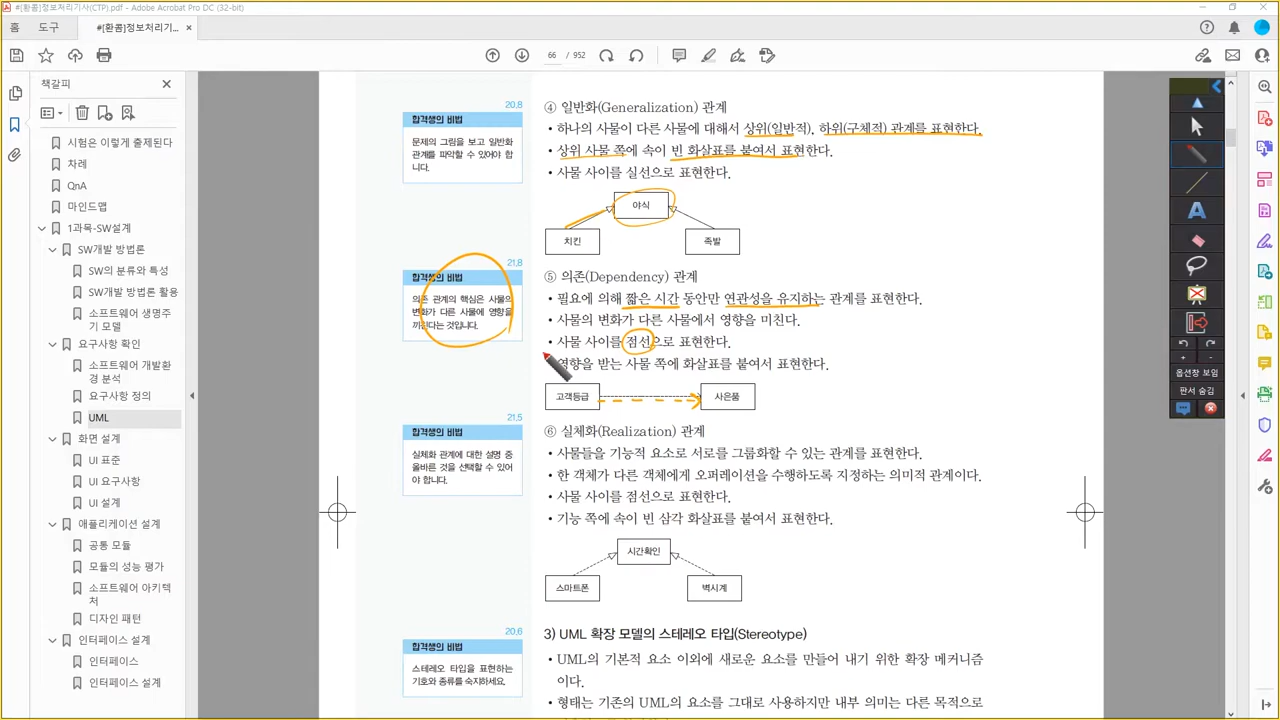 #[환콤]정보처리기사(CTP).pdf - Adobe Acrobat Pro DC (32-bit)
홈
도구
#[환콤]정보처리기...
66 / 952
책갈피
시험은 이렇게 출제된다
차례
QnA
마인드맵
1과목-SW설계
SW개발 방법론
SW의 분류와 특성
SW개발 방법론 활용
소프트웨어 생명주
기 모델
요구사항 확인
소프트웨어 개발환
경 분석
요구사항 정의
UML
화면 설계
UI 표준
UI 요구사항
UI 설계
애플리케이션 설계
공통 모듈
모듈의 성능 평가
소프트웨어 아키텍
처
디자인 패턴
인터페이스 설계
인터페이스
인터페이스 설계
20,8
합격생의 비법
문제의 그림을 보고 일반화
관계를 파악할 수 있어야 합
니다.
④ 일반화(Generalization) 관계
• 하나의 사물이 다른 사물에 대해서 상위(일반적), 하위(구체적) 관계를 표현한다.
• 상위 사물 쪽에 속이 빈 화살표를 붙여서 표현한다.
• 사물 사이를 실선으로 표현한다.
야식
치킨
족발
21,8
합격생의 비법
의존 관계의 핵심은 사물의
변화가 다른 사물에 영향을
끼친다는 것입니다.
⑤ 의존(Dependency) 관계
• 필요에 의해 짧은 시간 동안만 연관성을 유지하는 관계를 표현한다.
• 사물의 변화가 다른 사물에서 영향을 미친다.
• 사물 사이를 점선으로 표현한다.
영향을 받는 사물 쪽에 화살표를 붙여서 표현한다.
고객등급
사은품
21,5
합격생의 비법
실체화 관계에 대한 설명 중
올바른 것을 선택할 수 있어
야 합니다.
⑥ 실체화(Realization) 관계
• 사물들을 기능적 요소로 서로를 그룹화할 수 있는 관계를 표현한다.
• 한 객체가 다른 객체에게 오퍼레이션을 수행하도록 지정하는 의미적 관계이다.
• 사물 사이를 점선으로 표현한다.
• 기능 쪽에 속이 빈 삼각 화살표를 붙여서 표현한다.
시간확인
스마트폰
벽시계
20,6
합격생의 비법
스테레오 타입을 표현하는
기호와 종류를 숙지하세요.
3) UML 확장 모델의 스테레오 타입(Stereotype)
• UML의 기본적 요소 이외에 새로운 요소를 만들어 내기 위한 확장 메커니즘
이다.
• 형태는 기존의 UML의 요소를 그대로 사용하지만 내부 의미는 다른 목적으로
A
옵션창 보임
판서 숨김